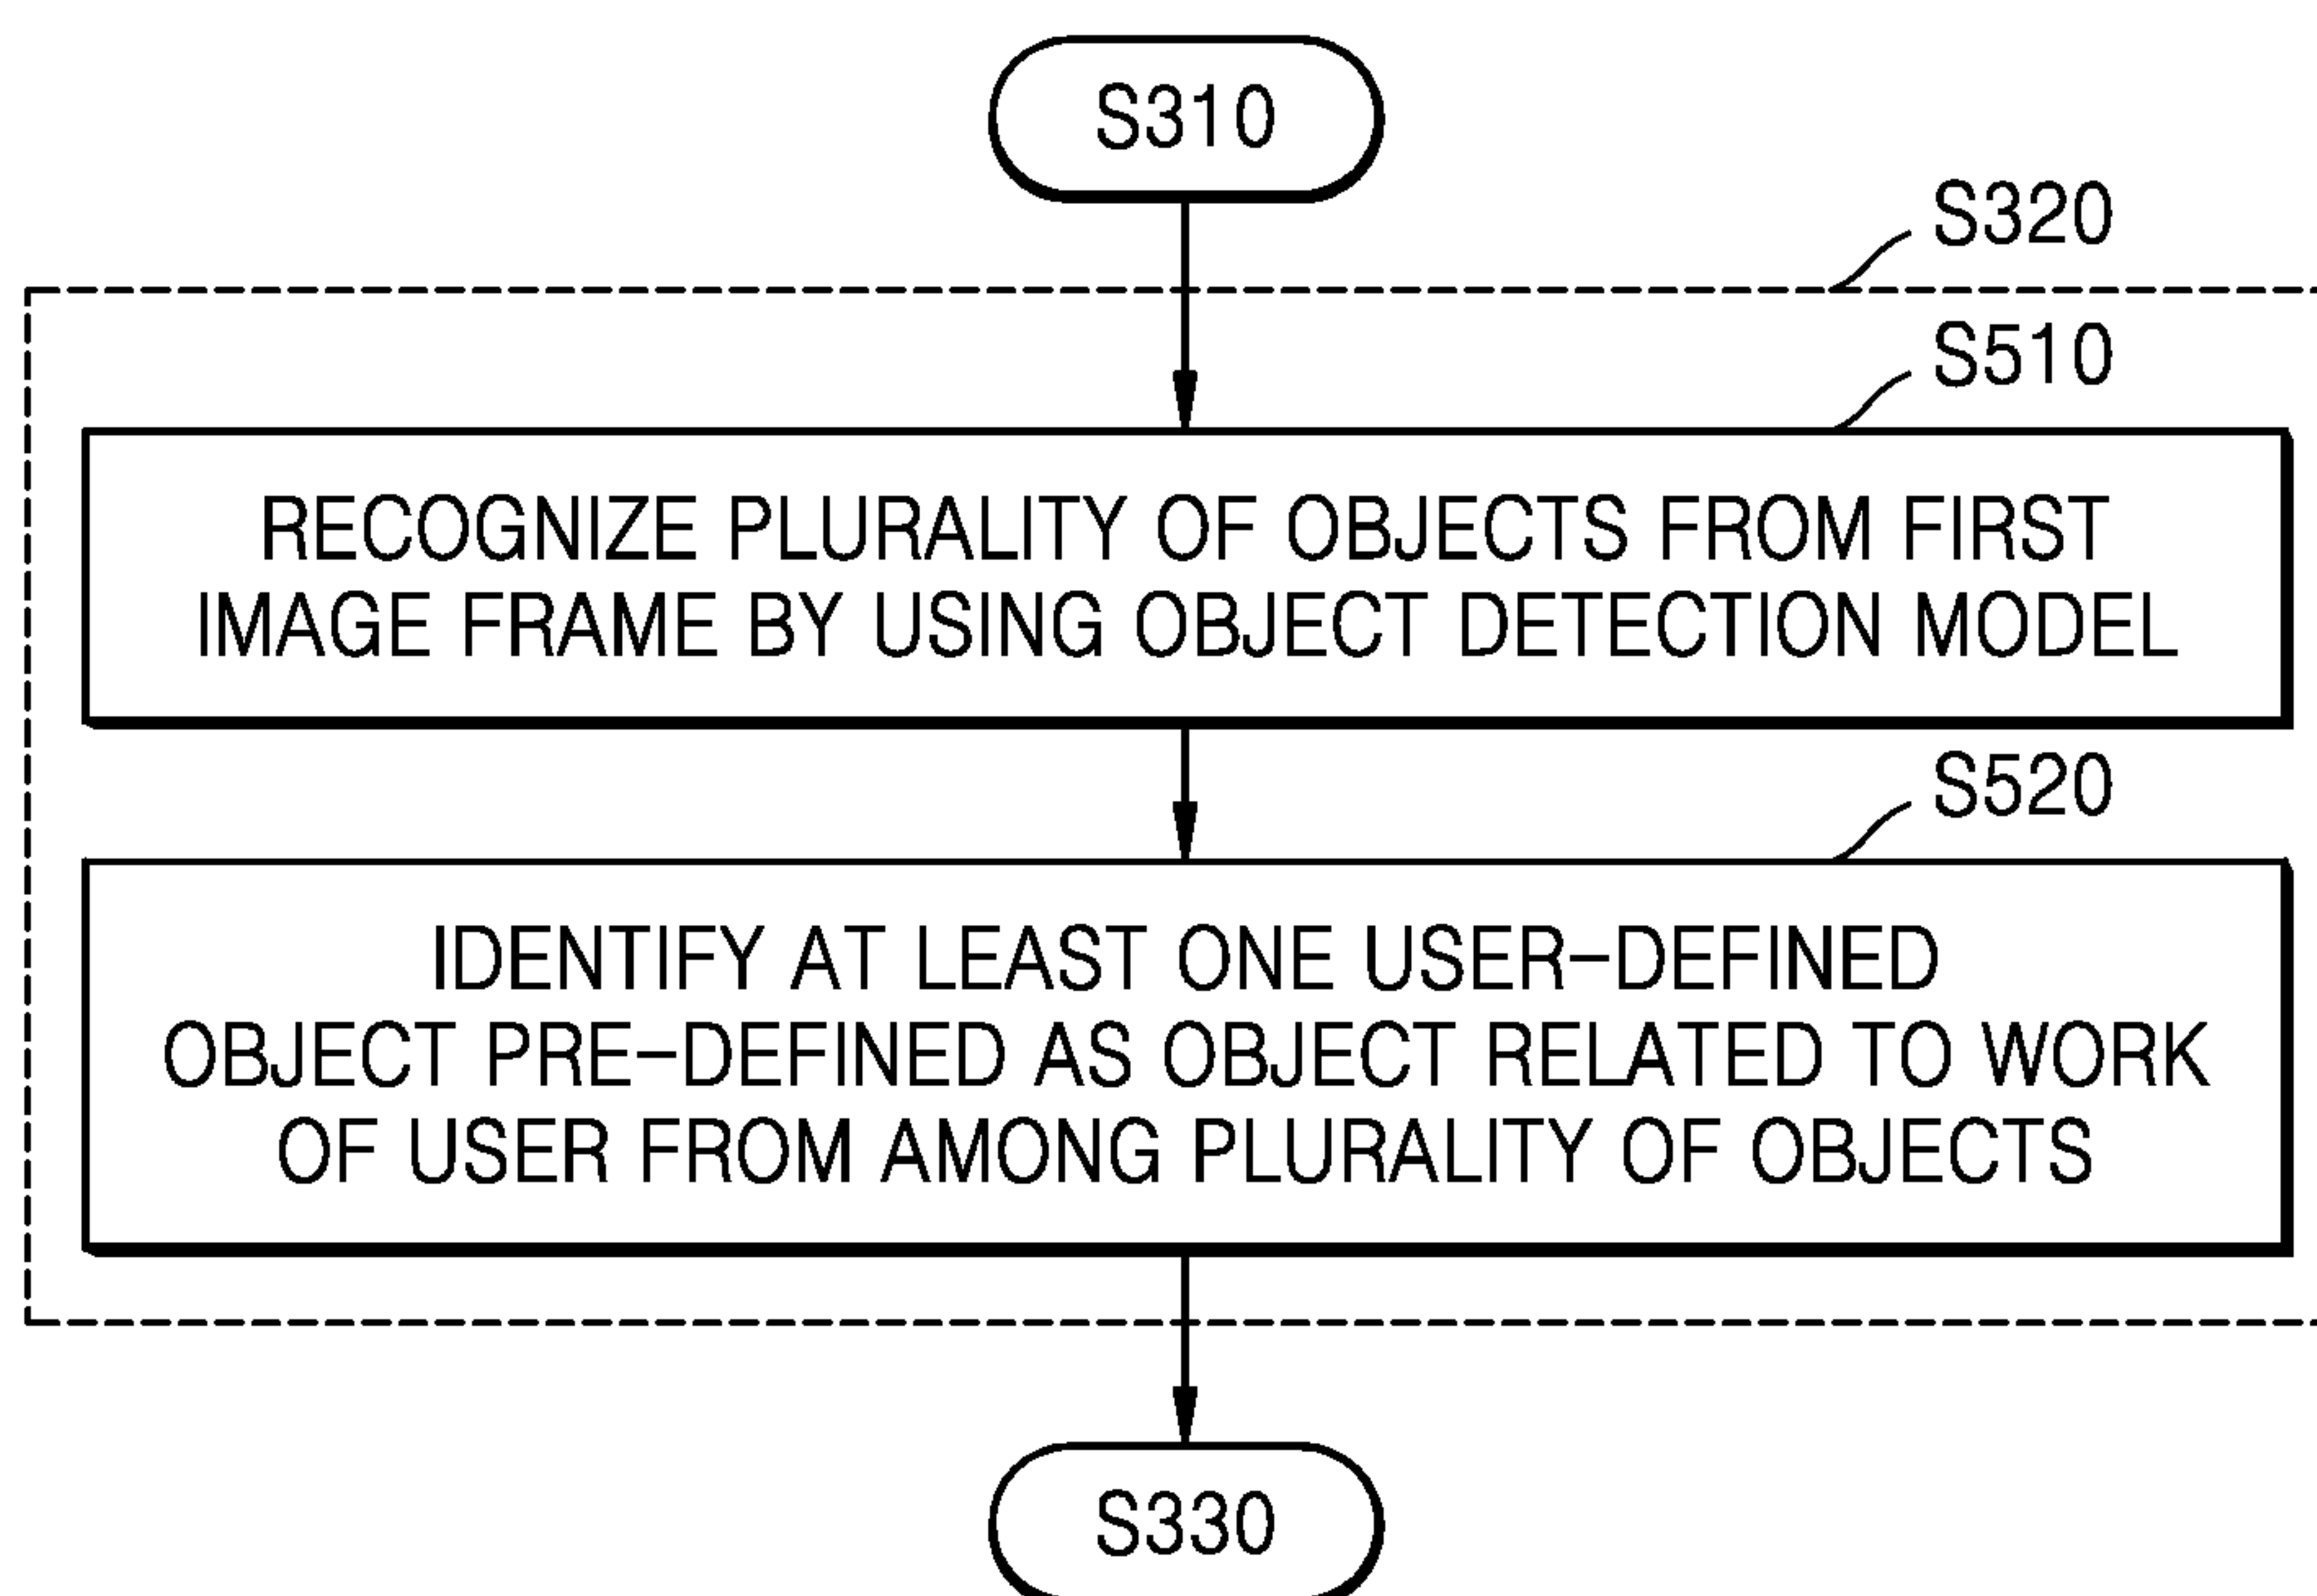 S310
S320
S510
RECOGNIZE PLURALITY OF OBJECTS FROM FIRST
IMAGE FRAME BY USING OBJECT DETECTION MODEL
S520
IDENTIFY AT LEAST ONE USER-DEFINED
OBJECT PRE-DEFINED AS OBJECT RELATED TO WORK
OF USER FROM AMONG PLURALITY OF OBJECTS
S330